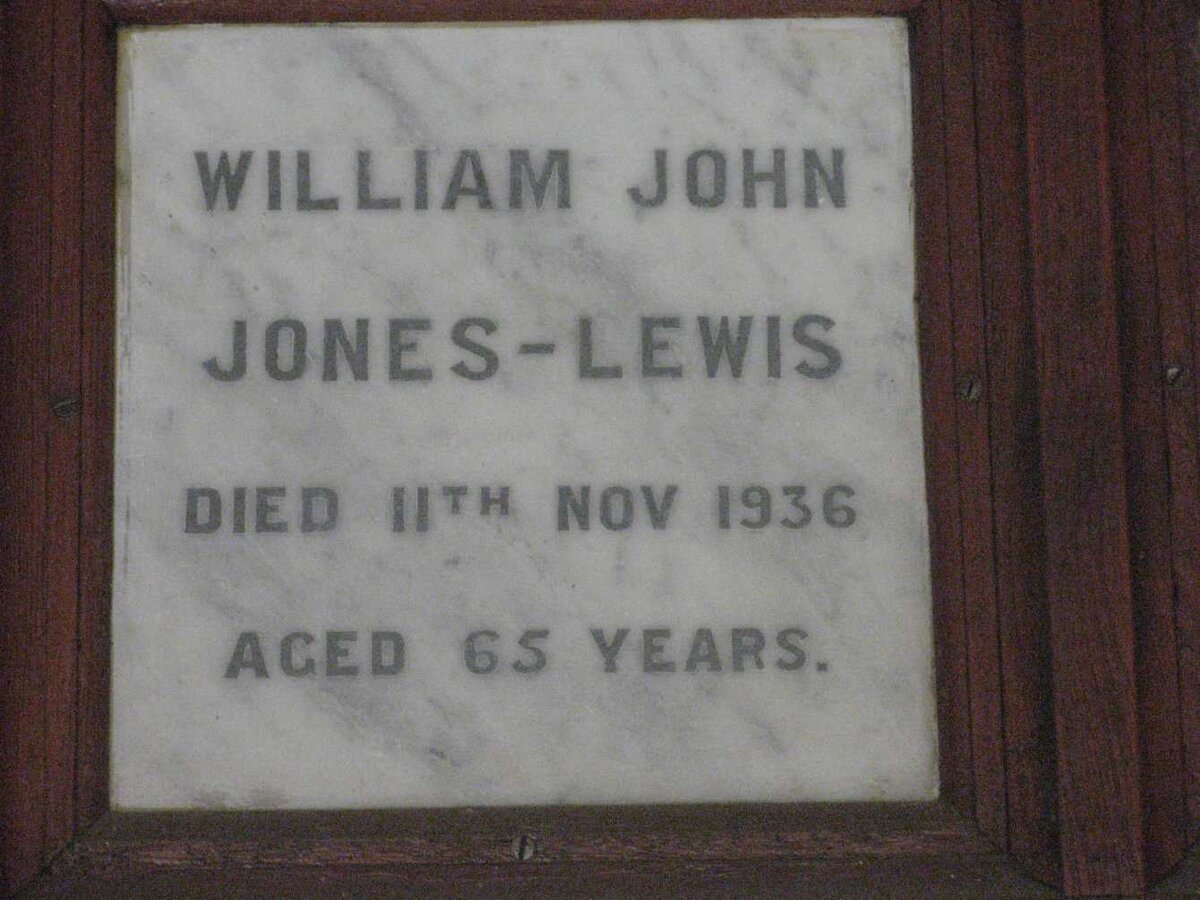 WILLIAM JOHN
JONES-LEWIS
DIED 11TH NOV 1936
AGED 65 YEARS.